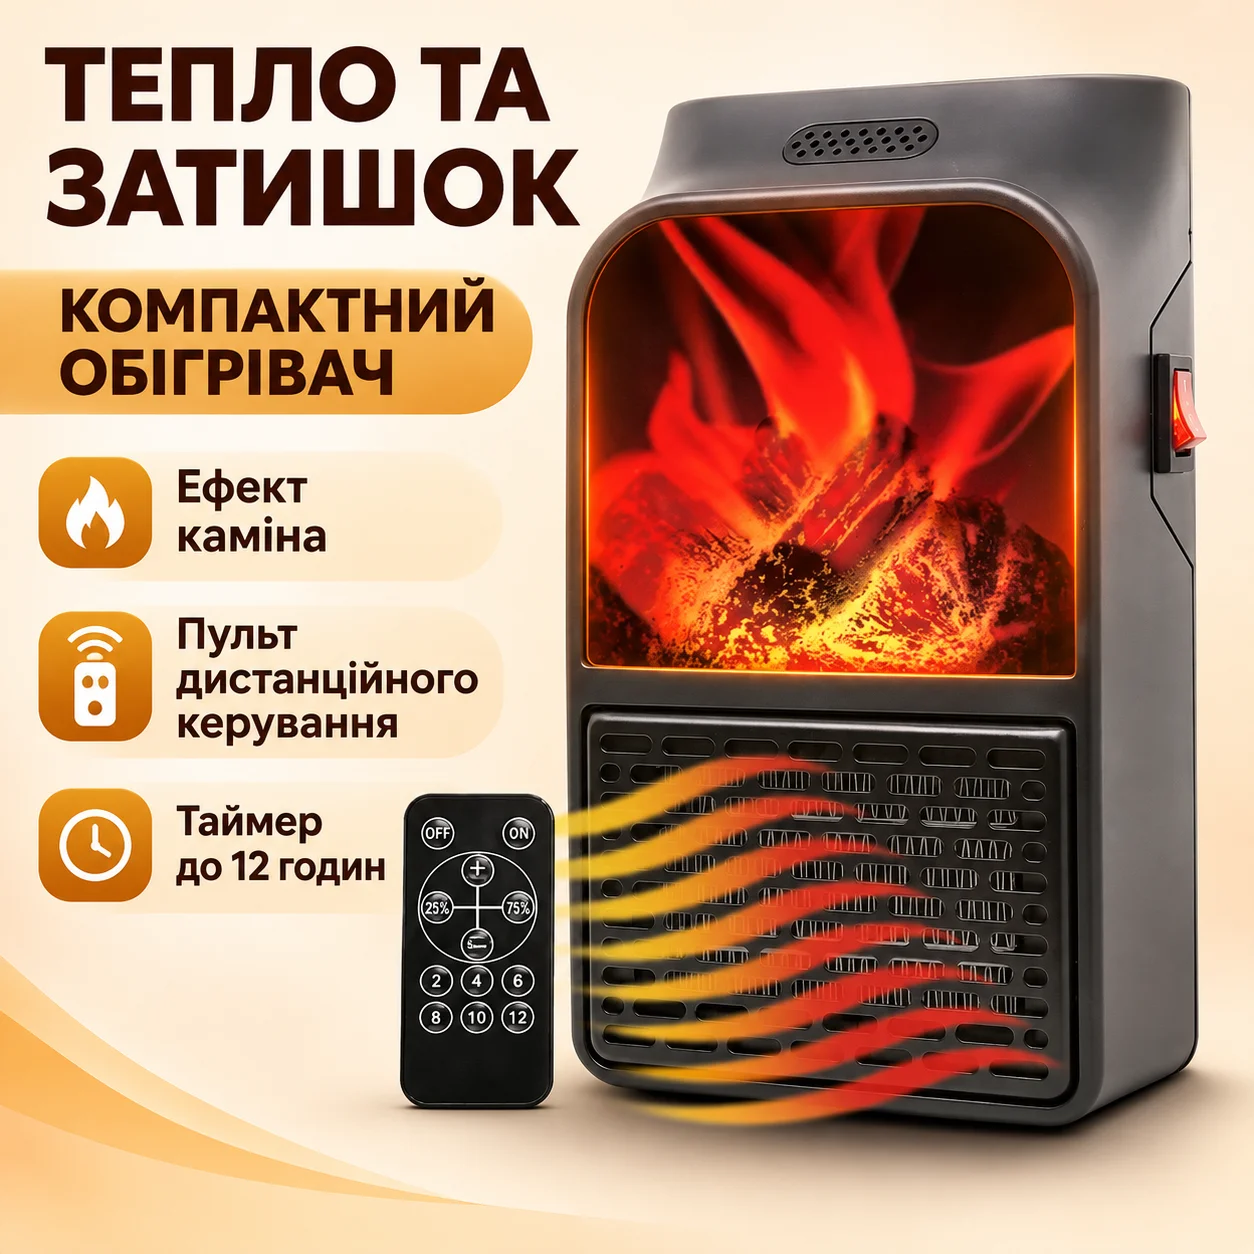 ТЕПЛО ТА
ЗАТИШОК
КОМПАКТНИЙ
ОБІГРІВАЧ
Ефект
каміна
Пульт
дистанційного
керування
Таймер
до 12 годин
OFF ON
+
25% 75%
2 4 6
8 10 12